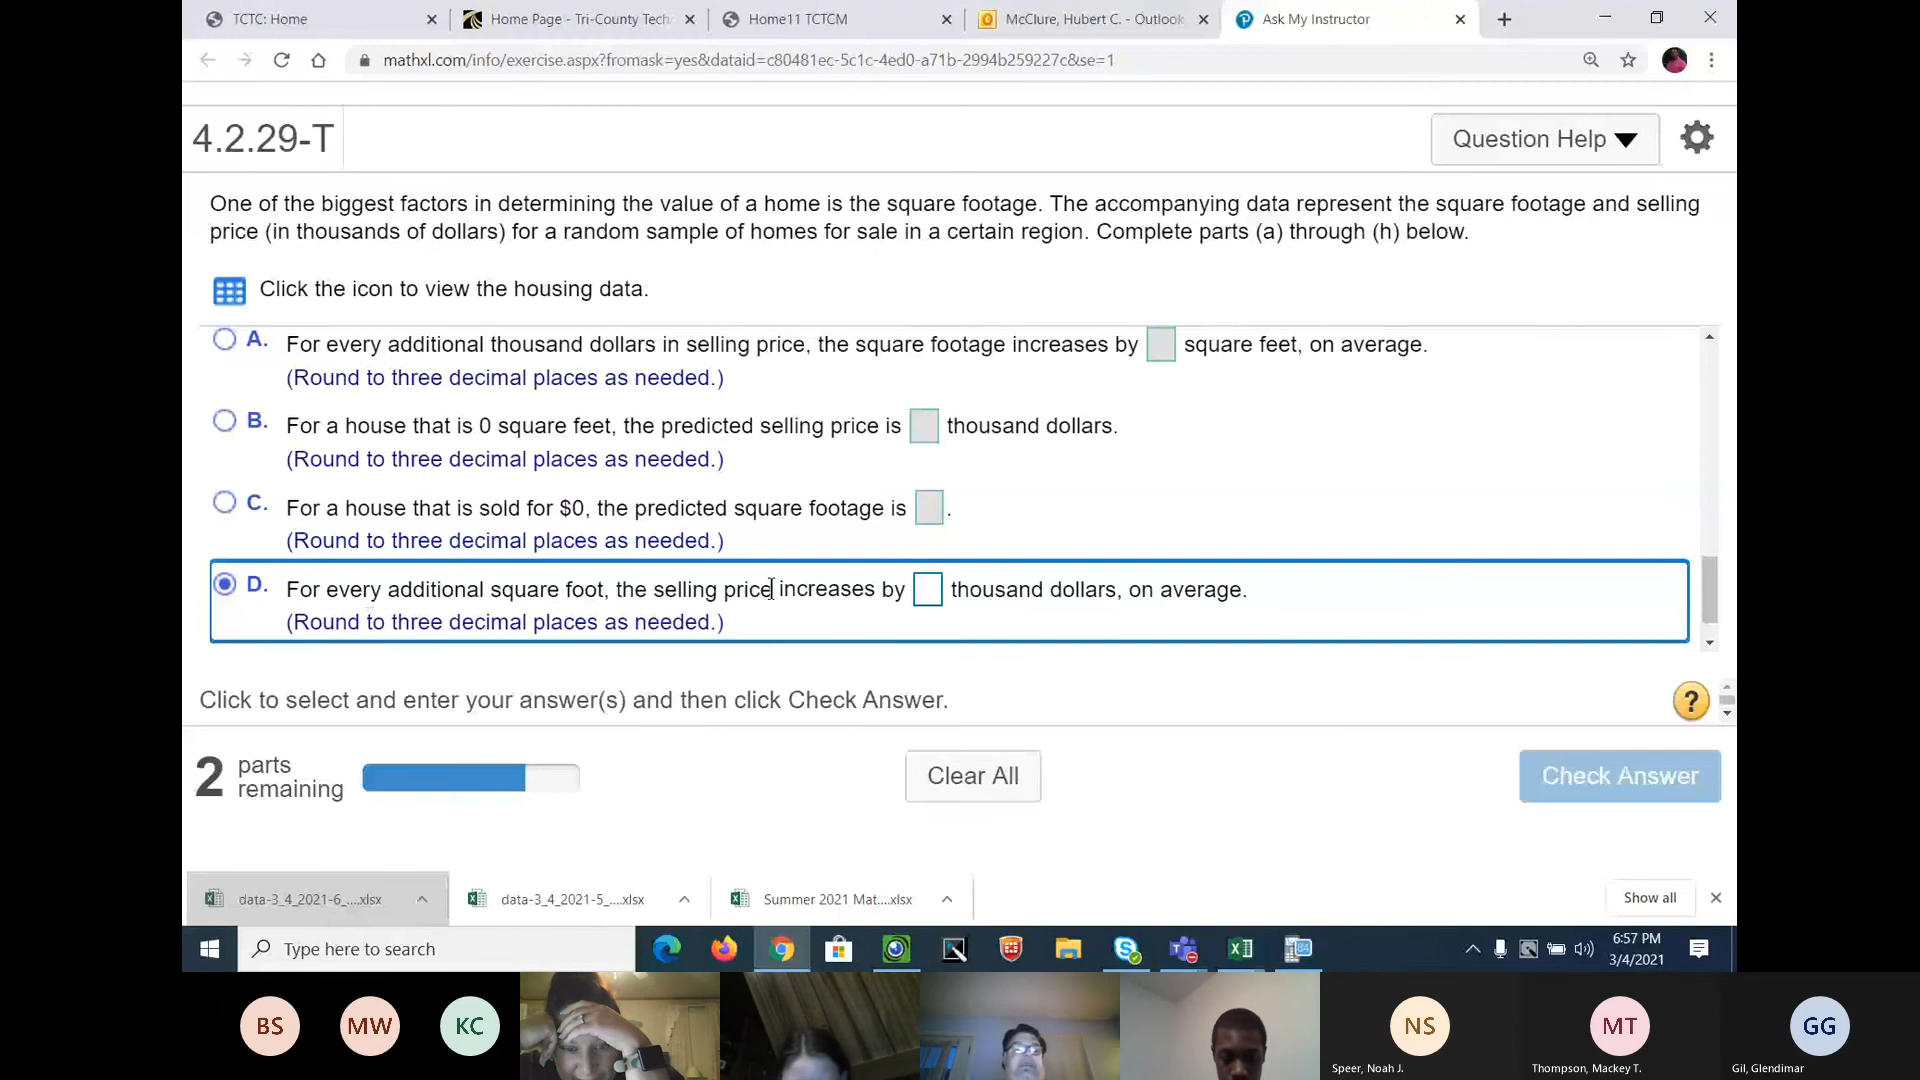 TCTC: Home
Home Page - Tri-County Tech
Home11 TCTCM
McClure, Hubert C. - Outlook
Ask My Instructor
mathxl.com/info/exercise.aspx?fromask=yes&dataid=c80481ec-5c1c-4ed0-a71b-2994b259227c&se=1
4.2.29-T
Question Help
One of the biggest factors in determining the value of a home is the square footage. The accompanying data represent the square footage and selling
price (in thousands of dollars) for a random sample of homes for sale in a certain region. Complete parts (a) through (h) below.
Click the icon to view the housing data.
A. For every additional thousand dollars in selling price, the square footage increases by square feet, on average.
(Round to three decimal places as needed.)
B. For a house that is 0 square feet, the predicted selling price is thousand dollars.
(Round to three decimal places as needed.)
C. For a house that is sold for $0, the predicted square footage is .
(Round to three decimal places as needed.)
D. For every additional square foot, the selling price increases by thousand dollars, on average.
(Round to three decimal places as needed.)
Click to select and enter your answer(s) and then click Check Answer.
?
2 parts
remaining
Clear All
Check Answer
data-3_4_2021-6_....xlsx
data-3_4_2021-5_....xlsx
Summer 2021 Mat....xlsx
Show all
Type here to search
84
6:57 PM
3/4/2021
BS
MW
KC
NS
MT
GG
Speer, Noah J.
Thompson, Mackey T.
Gil, Glendimar